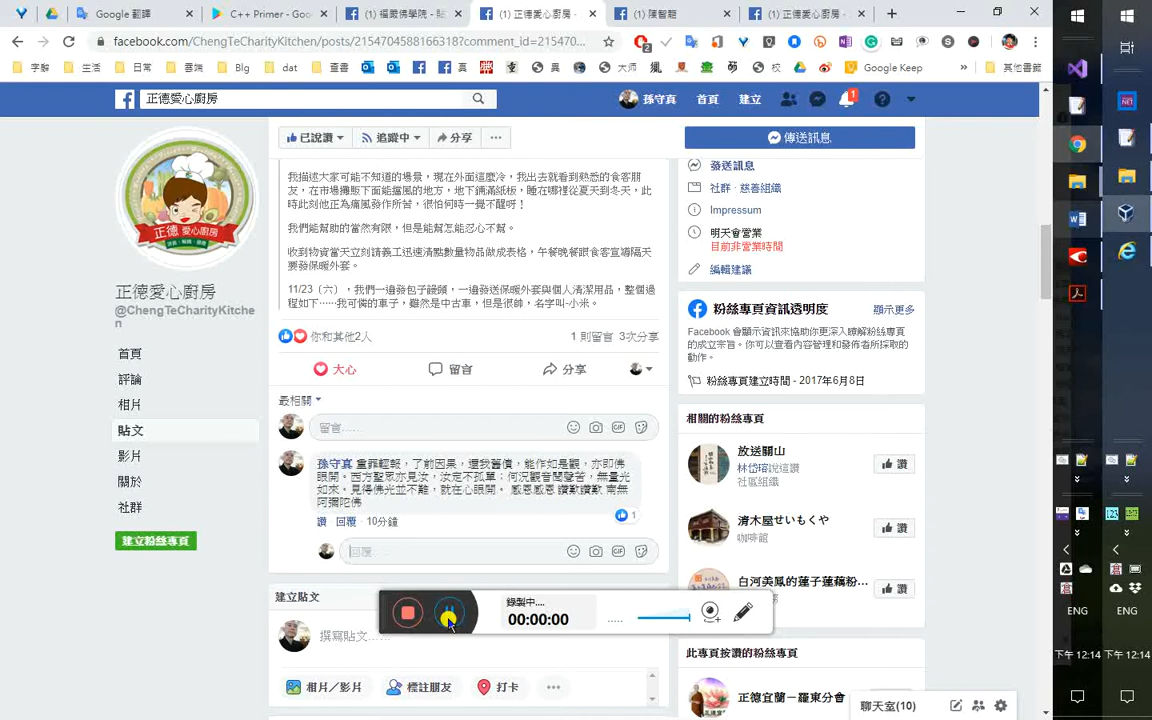 Google 翻譯
C++ Primer - Go...
(1) 福嚴佛學院 - 貼
(1) 正德愛心廚房 -
(1) 陳智龍
(1) 正德愛心廚房 -
facebook.com/ChengTeCharityKitchen/posts/2154704588166318?comment_id=215470...
字辭
生活
日常
雲端
Blg
dat
查書
真
異
大师
校
Google Keep
其他書籤
正德愛心廚房
孫守真
首頁
建立
1
已說讚
追蹤中
分享
傳送訊息
我描述大家可能不知道的場景，現在外面這麼冷，我出去就看到熟悉的食客朋
友，在市場攤販下面能擋風的地方，地下鋪滿紙板，睡在哪裡從夏天到冬天，此
時此刻他正為痛風發作所苦，很怕何時一覺不醒呀！
我們能幫助的當然有限，但是能幫怎能忍心不幫。
收到物資當天立刻請義工迅速清點數量物品做成表格，午餐晚餐跟食客宣導隔天
要發保暖外套。
11/23（六），我們一邊發包子饅頭，一邊發送保暖外套與個人清潔用品，整個過
程如下⋯⋯我可憐的車子，雖然是中古車，但是很帥，名字叫-小米。
你和其他2人
1 則留言
3次分享
大心
留言
分享
最相關
留言……
孫守真 重罪輕報，了前因果，還我舊債，能作如是觀，亦即佛
眼開。西方聖眾亦見汝，汝定不孤單；何況觀音聞聲苦，無量光
如來。見得佛光並不難，就在心眼開。 感恩感恩 讚歎讚歎 南無
阿彌陀佛
1
讚
回覆
10分鐘
回覆……
建立貼文
撰寫貼文……
相片／影片
標註朋友
打卡
正德愛心廚房
@ChengTeCharityKitche
n
首頁
評論
相片
貼文
影片
關於
社群
建立粉絲專頁
發送訊息
社群 · 慈善組織
Impressum
明天會營業
目前非營業時間
編輯建議
粉絲專頁資訊透明度
顯示更多
Facebook 會顯示資訊來協助你更深入瞭解粉絲專頁
的成立宗旨。你可以查看內容管理和發佈者所採取的
動作。
粉絲專頁建立時間 - 2017年6月8日
相關的粉絲專頁
放送關山
林岱瑢說這讚
社區組織
讚
濟木屋せいもくや
咖啡館
讚
白河美鳳的蓮子蓮藕粉...
讚
此專頁按讚的粉絲專頁
正德宜蘭－羅東分會
聊天室(10)
錄製中....
00:00:00
ENG
ENG
下午 12:14
下午 12:14